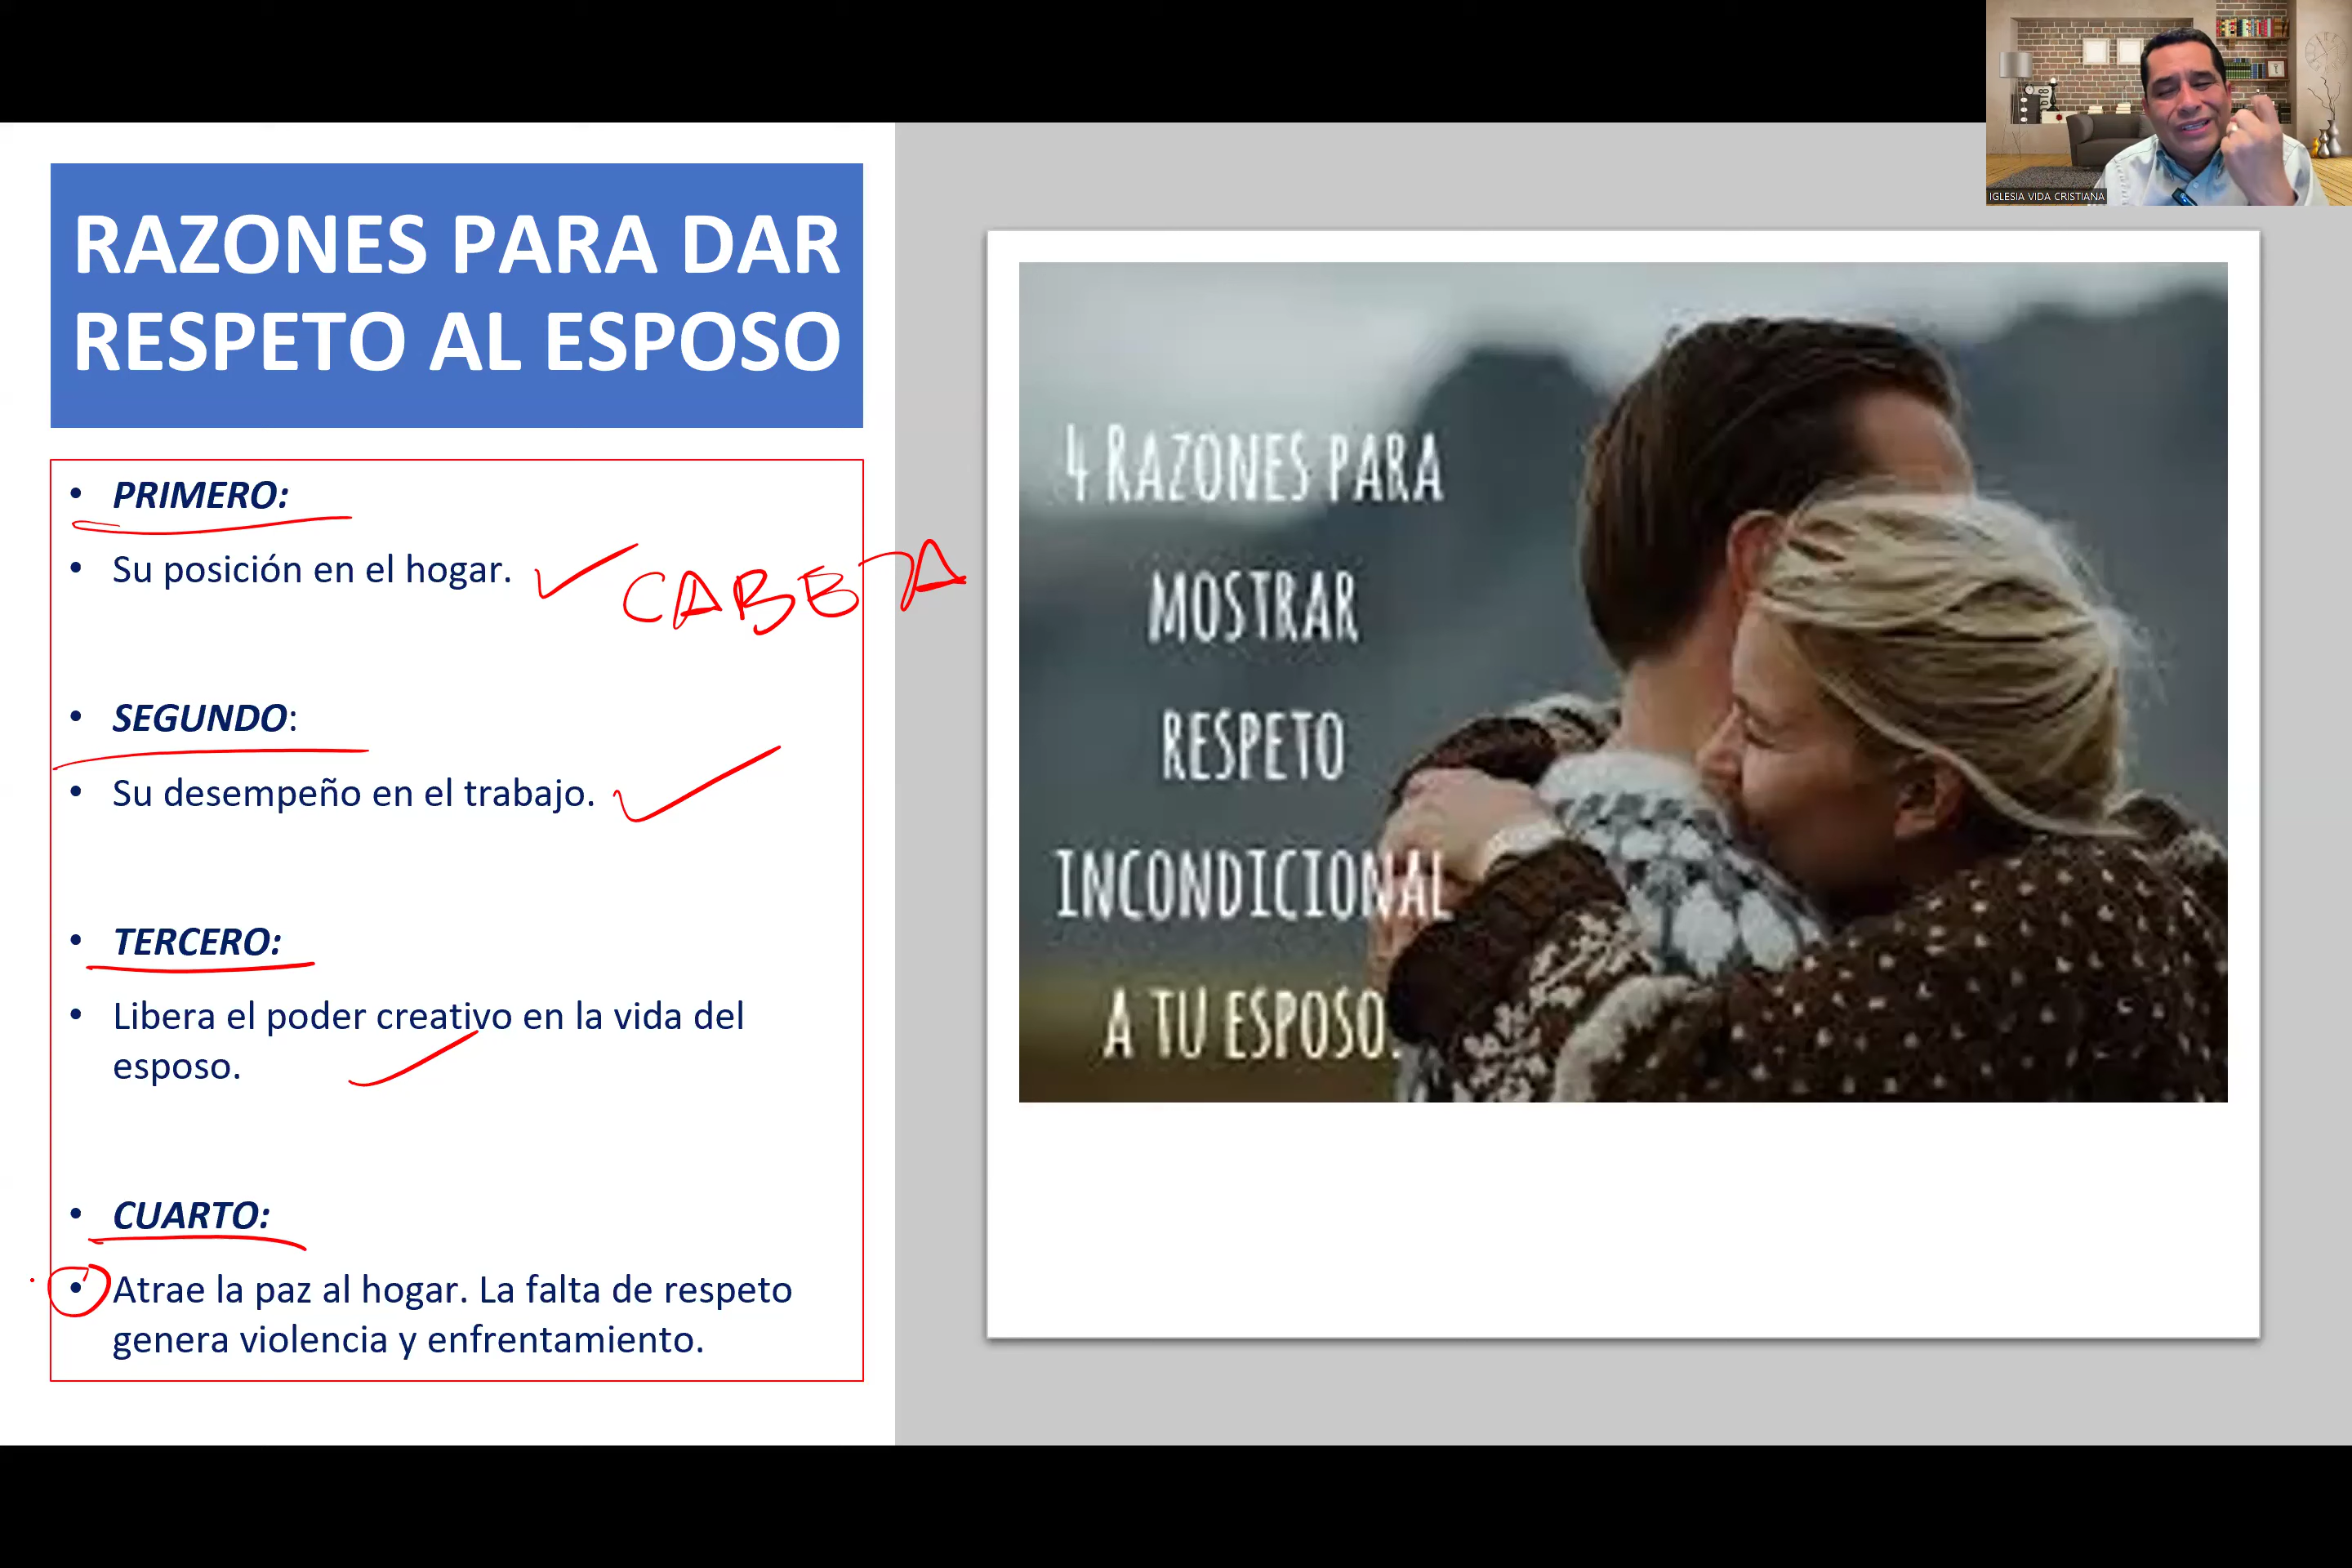 RAZONES PARA DAR
RESPETO AL ESPOSO
• PRIMERO:
• Su posición en el hogar.
CABEZA
• SEGUNDO:
• Su desempeño en el trabajo.
• TERCERO:
• Libera el poder creativo en la vida del
esposo.
• CUARTO:
• Atrae la paz al hogar. La falta de respeto
genera violencia y enfrentamiento.
4 RAZONES PARA
MOSTRAR
RESPETO
INCONDICIONAL
A TU ESPOSO.
IGLESIA VIDA CRISTIANA